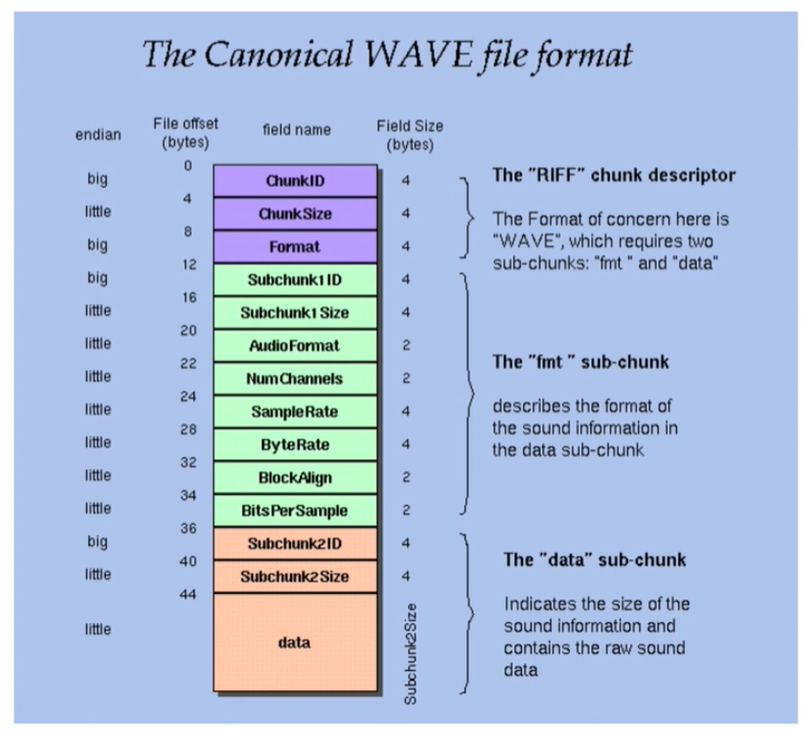 The Canonical WAVE file format
endian
File offset
(bytes)
field name
Field Size
(bytes)
0
big
ChunkID
4
4
little
ChunkSize
4
8
big
Format
4
12
big
Subchunk1ID
4
16
little
Subchunk1Size
4
20
little
AudioFormat
2
22
little
NumChannels
2
24
little
SampleRate
4
28
little
ByteRate
4
32
little
BlockAlign
2
34
little
BitsPerSample
2
36
big
Subchunk2ID
4
40
little
Subchunk2Size
4
44
little
data
Subchunk2Size
The "RIFF" chunk descriptor
The Format of concern here is
"WAVE", which requires two
sub-chunks: "fmt " and "data"
The "fmt " sub-chunk
describes the format of
the sound information in
the data sub-chunk
The "data" sub-chunk
Indicates the size of the
sound information and
contains the raw sound
data